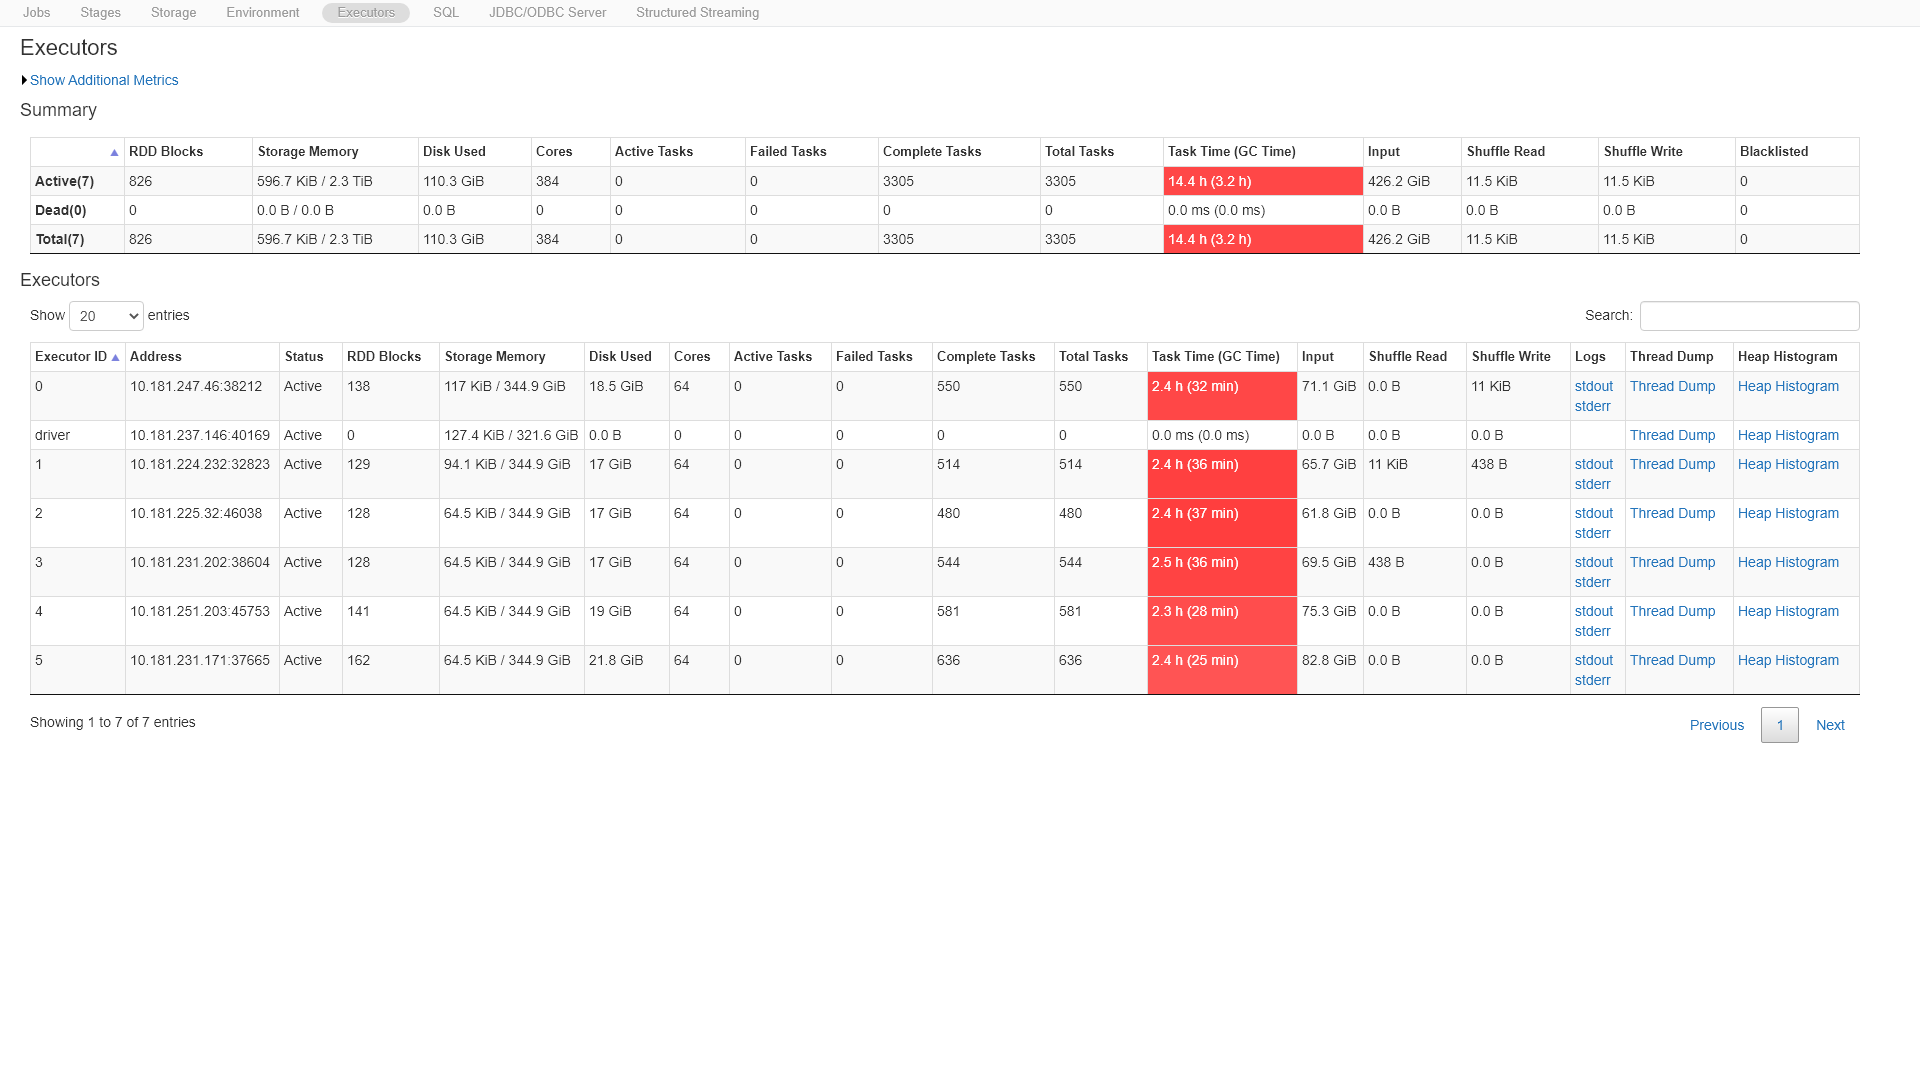 Jobs Stages Storage Environment Executors SQL JDBC/ODBC Server Structured Streaming
Executors
Show Additional Metrics
Summary
RDD Blocks Storage Memory Disk Used Cores Active Tasks Failed Tasks Complete Tasks Total Tasks Task Time (GC Time) Input Shuffle Read Shuffle Write Blacklisted
Active(7) 826 596.7 KiB / 2.3 TiB 110.3 GiB 384 0 0 3305 3305 14.4 h (3.2 h) 426.2 GiB 11.5 KiB 11.5 KiB 0
Dead(0) 0 0.0 B / 0.0 B 0.0 B 0 0 0 0 0 0.0 ms (0.0 ms) 0.0 B 0.0 B 0.0 B 0
Total(7) 826 596.7 KiB / 2.3 TiB 110.3 GiB 384 0 0 3305 3305 14.4 h (3.2 h) 426.2 GiB 11.5 KiB 11.5 KiB 0
Executors
Show 20 entries Search:
Executor ID Address Status RDD Blocks Storage Memory Disk Used Cores Active Tasks Failed Tasks Complete Tasks Total Tasks Task Time (GC Time) Input Shuffle Read Shuffle Write Logs Thread Dump Heap Histogram
0 10.181.247.46:38212 Active 138 117 KiB / 344.9 GiB 18.5 GiB 64 0 0 550 550 2.4 h (32 min) 71.1 GiB 0.0 B 11 KiB stdout Thread Dump Heap Histogram
stderr
driver 10.181.237.146:40169 Active 0 127.4 KiB / 321.6 GiB 0.0 B 0 0 0 0 0 0.0 ms (0.0 ms) 0.0 B 0.0 B 0.0 B Thread Dump Heap Histogram
1 10.181.224.232:32823 Active 129 94.1 KiB / 344.9 GiB 17 GiB 64 0 0 514 514 2.4 h (36 min) 65.7 GiB 11 KiB 438 B stdout Thread Dump Heap Histogram
stderr
2 10.181.225.32:46038 Active 128 64.5 KiB / 344.9 GiB 17 GiB 64 0 0 480 480 2.4 h (37 min) 61.8 GiB 0.0 B 0.0 B stdout Thread Dump Heap Histogram
stderr
3 10.181.231.202:38604 Active 128 64.5 KiB / 344.9 GiB 17 GiB 64 0 0 544 544 2.5 h (36 min) 69.5 GiB 438 B 0.0 B stdout Thread Dump Heap Histogram
stderr
4 10.181.251.203:45753 Active 141 64.5 KiB / 344.9 GiB 19 GiB 64 0 0 581 581 2.3 h (28 min) 75.3 GiB 0.0 B 0.0 B stdout Thread Dump Heap Histogram
stderr
5 10.181.231.171:37665 Active 162 64.5 KiB / 344.9 GiB 21.8 GiB 64 0 0 636 636 2.4 h (25 min) 82.8 GiB 0.0 B 0.0 B stdout Thread Dump Heap Histogram
stderr
Showing 1 to 7 of 7 entries Previous 1 Next